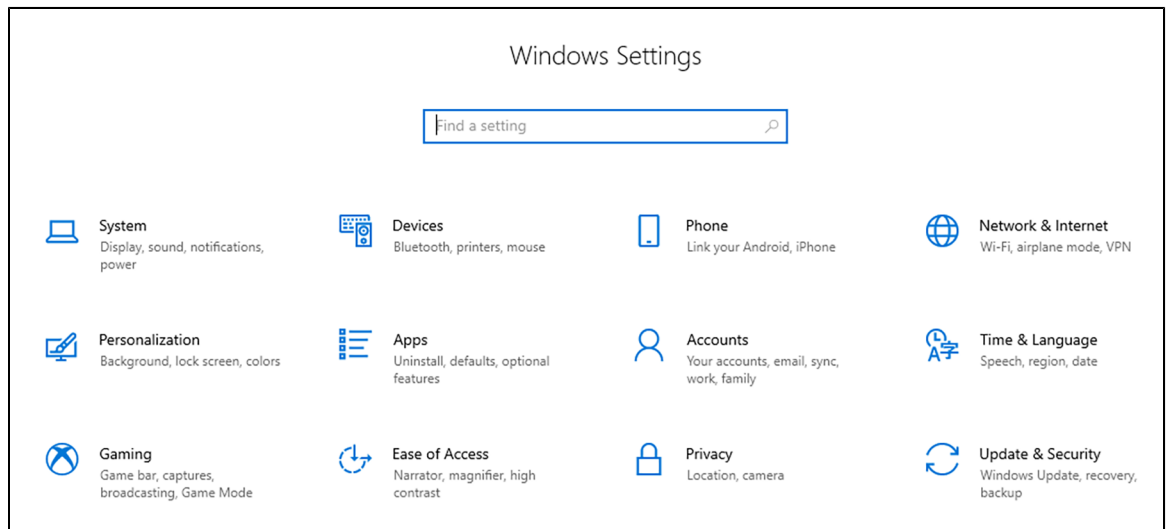 Windows Settings
Find a setting
System
Display, sound, notifications,
power
Devices
Bluetooth, printers, mouse
Phone
Link your Android, iPhone
Network & Internet
Wi-Fi, airplane mode, VPN
Personalization
Background, lock screen, colors
Apps
Uninstall, defaults, optional
features
Accounts
Your accounts, email, sync,
work, family
Time & Language
Speech, region, date
Gaming
Game bar, captures,
broadcasting, Game Mode
Ease of Access
Narrator, magnifier, high
contrast
Privacy
Location, camera
Update & Security
Windows Update, recovery,
backup